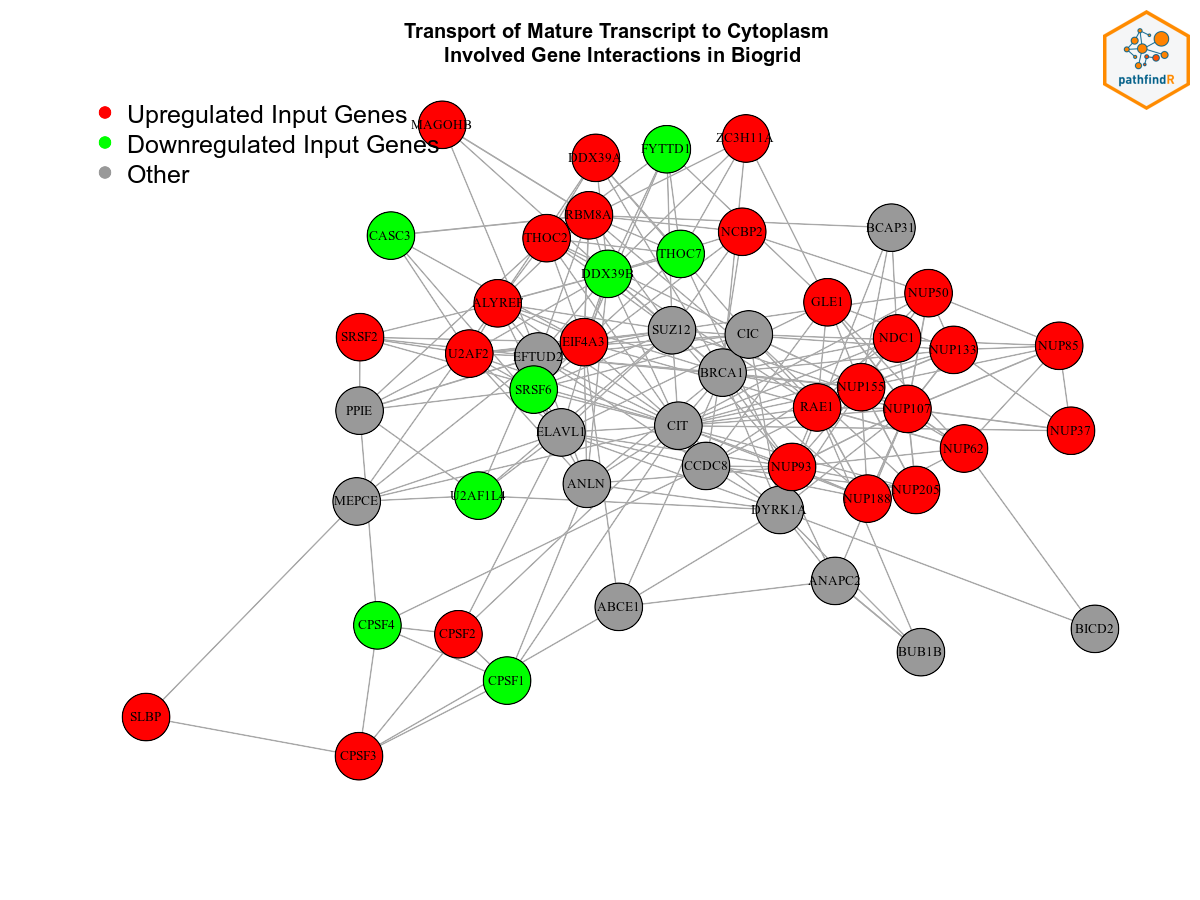 Transport of Mature Transcript to Cytoplasm
Involved Gene Interactions in Biogrid
pathfindR
Upregulated Input Genes
Downregulated Input Genes
Other
MAGOHB
DDX39A
FYTTD1
ZC3H11A
RBM8A
CASC3
THOC2
NCBP2
BCAP31
THOC7
DDX39B
ALYREF
GLE1
NUP50
SRSF2
U2AF2
EFTUD2
EIF4A3
SUZ12
CIC
NDC1
NUP133
NUP85
BRCA1
SRSF6
NUP155
PPIE
RAE1
NUP107
ELAVL1
CIT
NUP37
NUP62
CCDC8
NUP93
ANLN
MEPCE
U2AF1L4
NUP188
NUP205
DYRK1A
ANAPC2
ABCE1
CPSF4
CPSF2
BICD2
BUB1B
CPSF1
SLBP
CPSF3